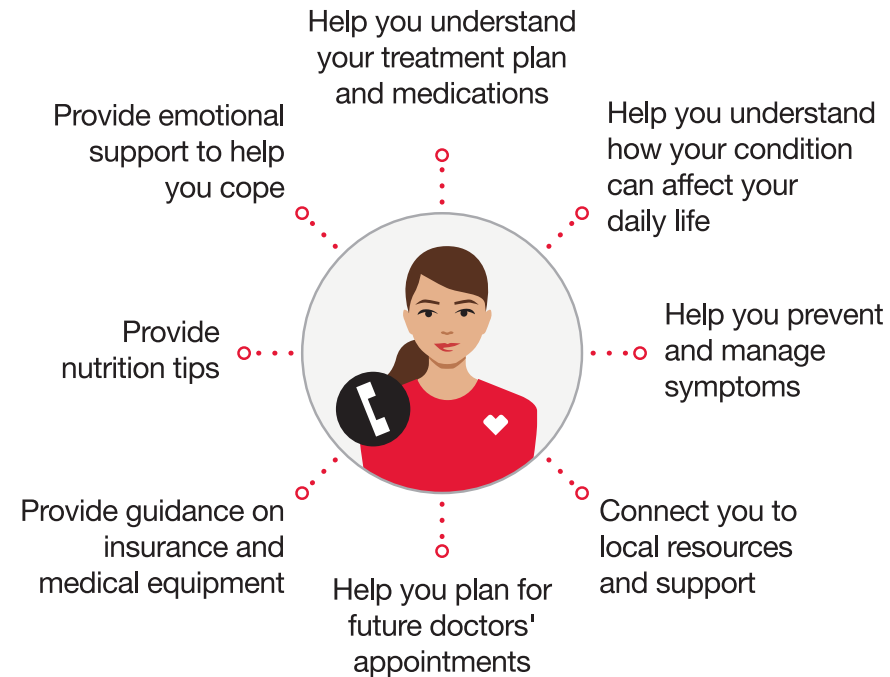 Help you understand
your treatment plan
and medications
Help you understand
how your condition
can affect your
daily life
Help you prevent
and manage
symptoms
Connect you to
local resources
and support
Help you plan for
future doctors'
appointments
Provide guidance on
insurance and
medical equipment
Provide
nutrition tips
Provide emotional
support to help
you cope